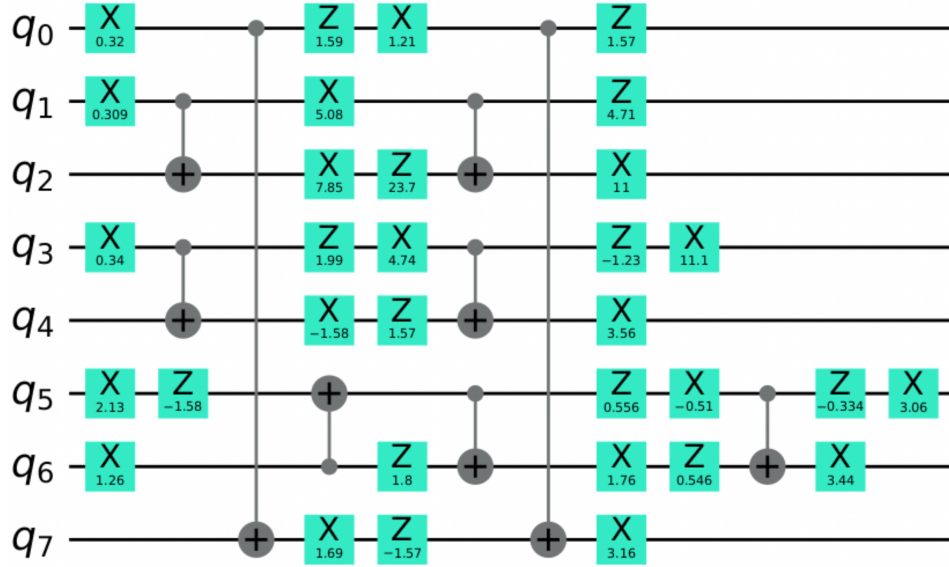 q0 X 0.32 Z 1.59 X 1.21 Z 1.57
q1 X 0.309 X 5.08 Z 4.71
q2 X 7.85 Z 23.7 X 11
q3 X 0.34 Z 1.99 X 4.74 Z −1.23 X 11.1
q4 X −1.58 Z 1.57 X 3.56
q5 X 2.13 Z −1.58 Z 0.556 X −0.51 Z −0.334 X 3.06
q6 X 1.26 Z 1.8 X 1.76 Z 0.546 X 3.44
q7 X 1.69 Z −1.57 X 3.16